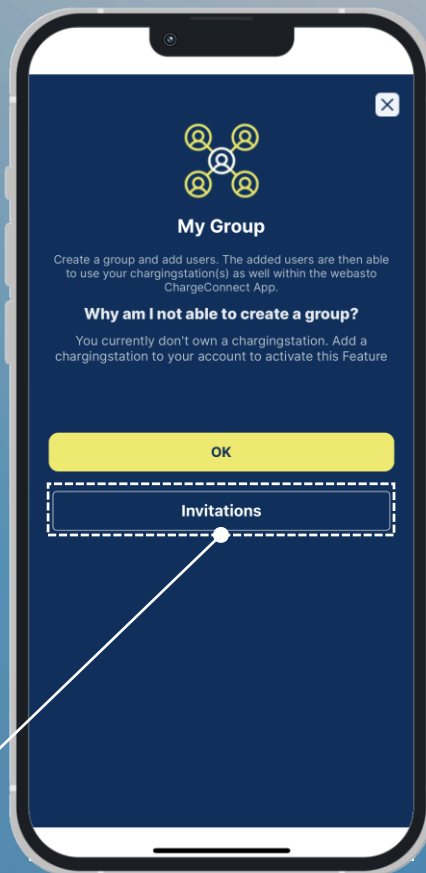 My Group
Create a group and add users. The added users are then able
to use your chargingstation(s) as well within the webasto
ChargeConnect App.
Why am I not able to create a group?
You currently don't own a chargingstation. Add a
chargingstation to your account to activate this Feature
OK
Invitations